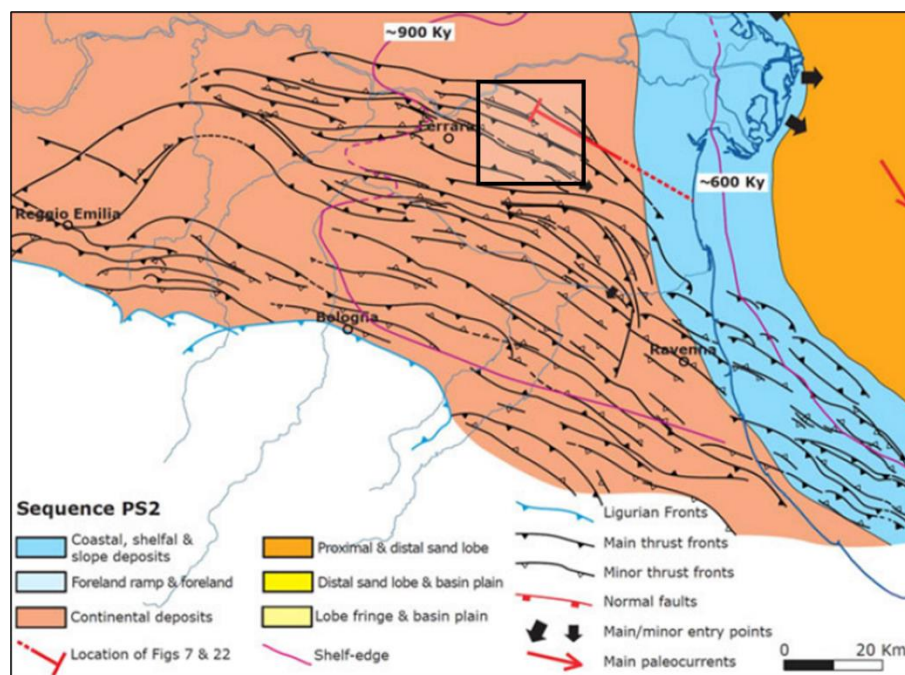 ~900 Ky
Ferrara
~600 Ky
Reggio Emilia
Bologna
Ravenna
Sequence PS2
Coastal, shelfal &
slope deposits
Foreland ramp & foreland
Continental deposits
Location of Figs 7 & 22
Proximal & distal sand lobe
Distal sand lobe & basin plain
Lobe fringe & basin plain
Shelf-edge
Ligurian Fronts
Main thrust fronts
Minor thrust fronts
Normal faults
Main/minor entry points
Main paleocurrents
0 20 Km